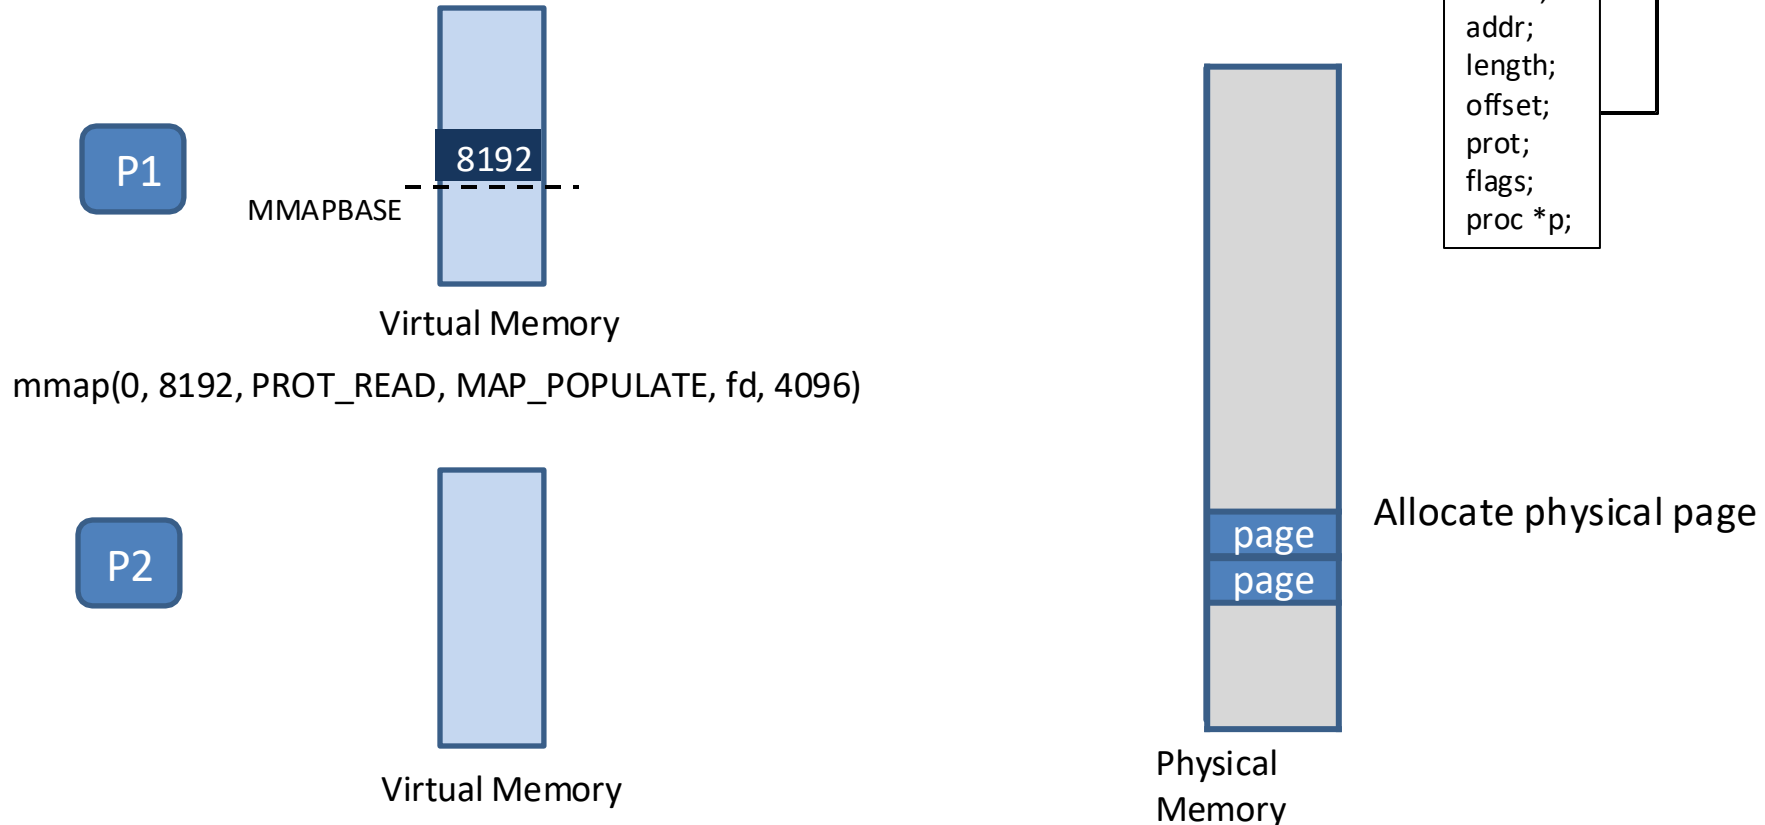 addr;
length;
offset;
prot;
flags;
proc *p;
P1
8192
MMAPBASE
Virtual Memory
mmap(0, 8192, PROT_READ, MAP_POPULATE, fd, 4096)
P2
Virtual Memory
page
page
Allocate physical page
Physical
Memory